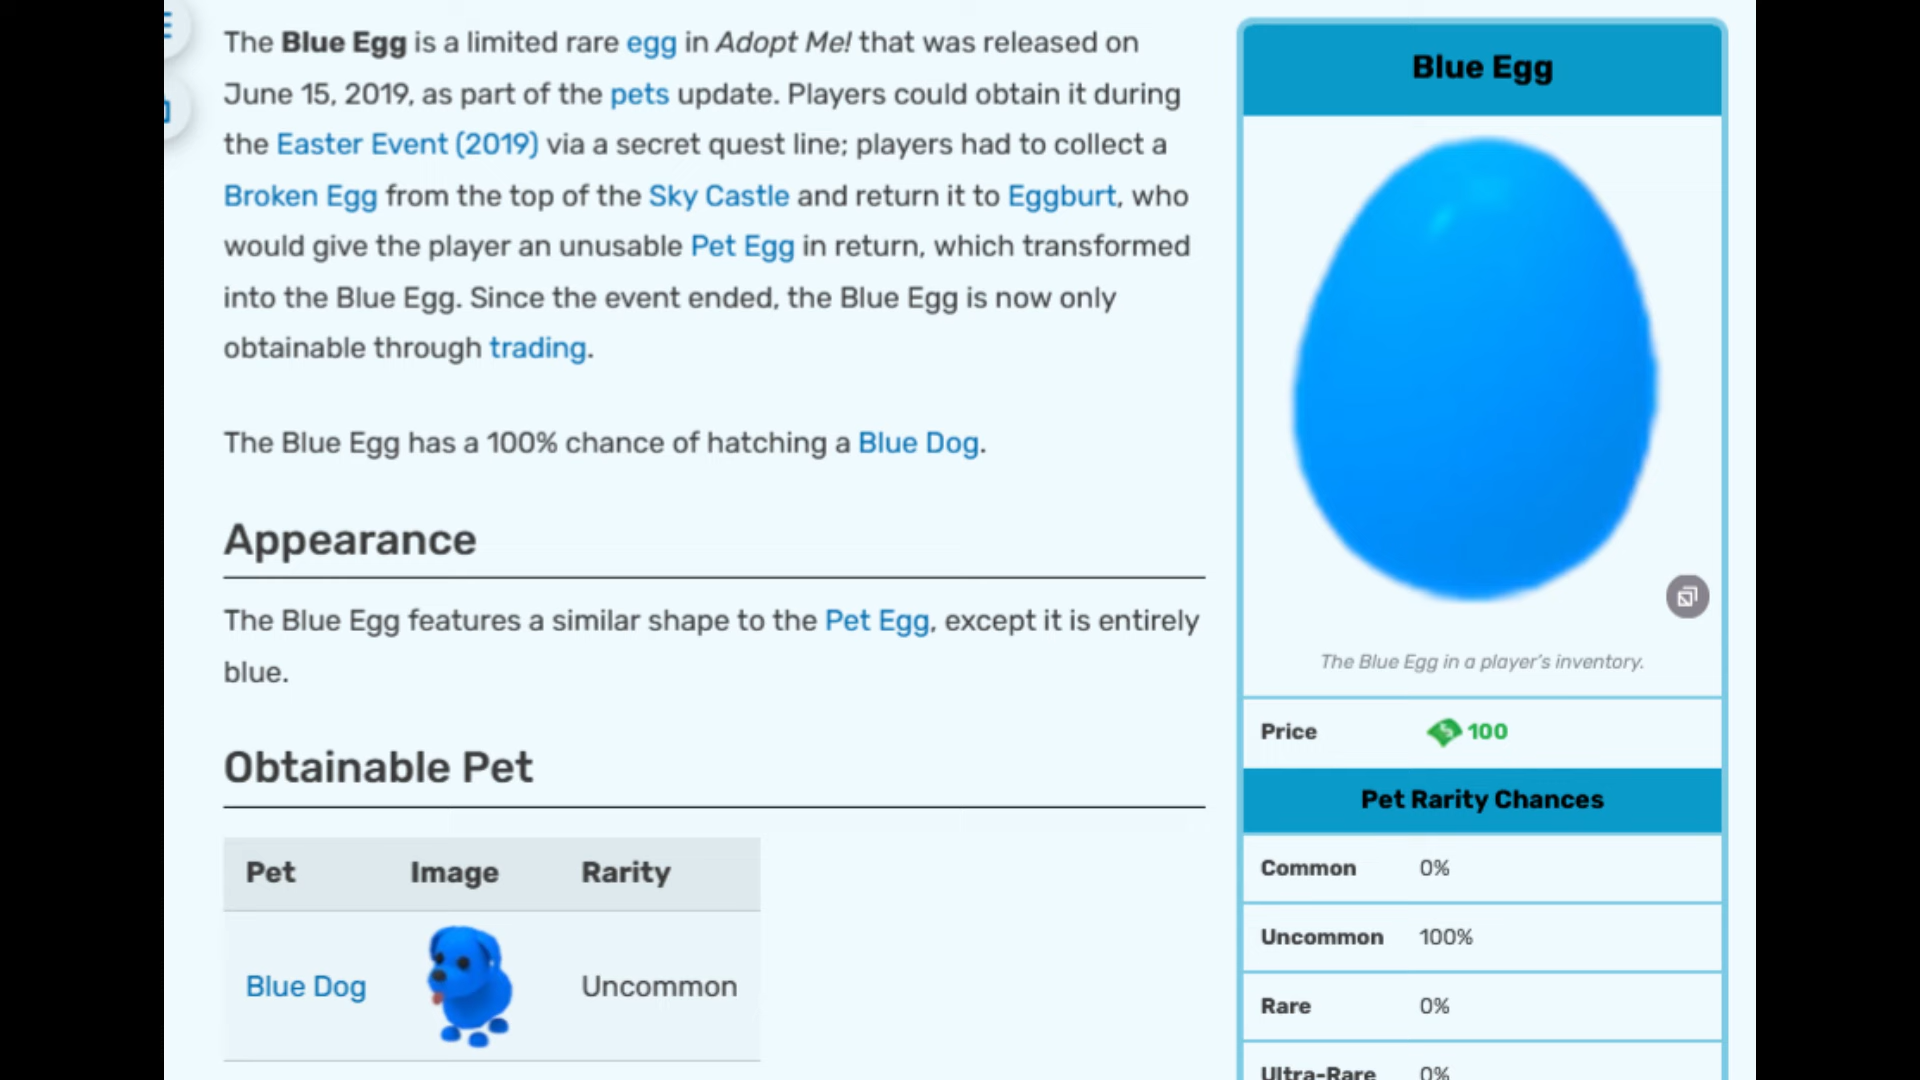 The Blue Egg is a limited rare egg in Adopt Me! that was released on
June 15, 2019, as part of the pets update. Players could obtain it during
the Easter Event (2019) via a secret quest line; players had to collect a
Broken Egg from the top of the Sky Castle and return it to Eggburt, who
would give the player an unusable Pet Egg in return, which transformed
into the Blue Egg. Since the event ended, the Blue Egg is now only
obtainable through trading.
The Blue Egg has a 100% chance of hatching a Blue Dog.
Appearance
The Blue Egg features a similar shape to the Pet Egg, except it is entirely
blue.
Obtainable Pet
Pet Image Rarity
Blue Dog Uncommon
Blue Egg
The Blue Egg in a player's inventory.
Price 100
Pet Rarity Chances
Common 0%
Uncommon 100%
Rare 0%
Ultra-Rare 0%